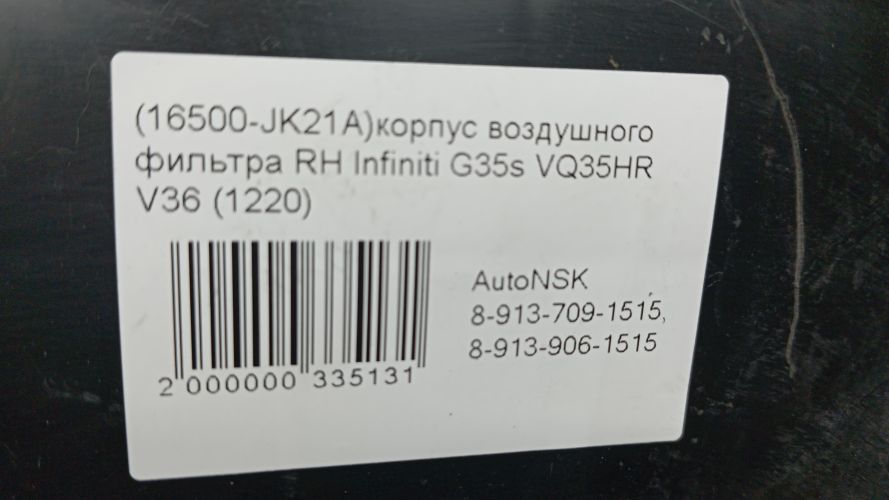 (16500-JK21A)корпус воздушного
фильтра RH Infiniti G35s VQ35HR
V36 (1220)
AutoNSK
8-913-709-1515,
8-913-906-1515
2 000000 335131